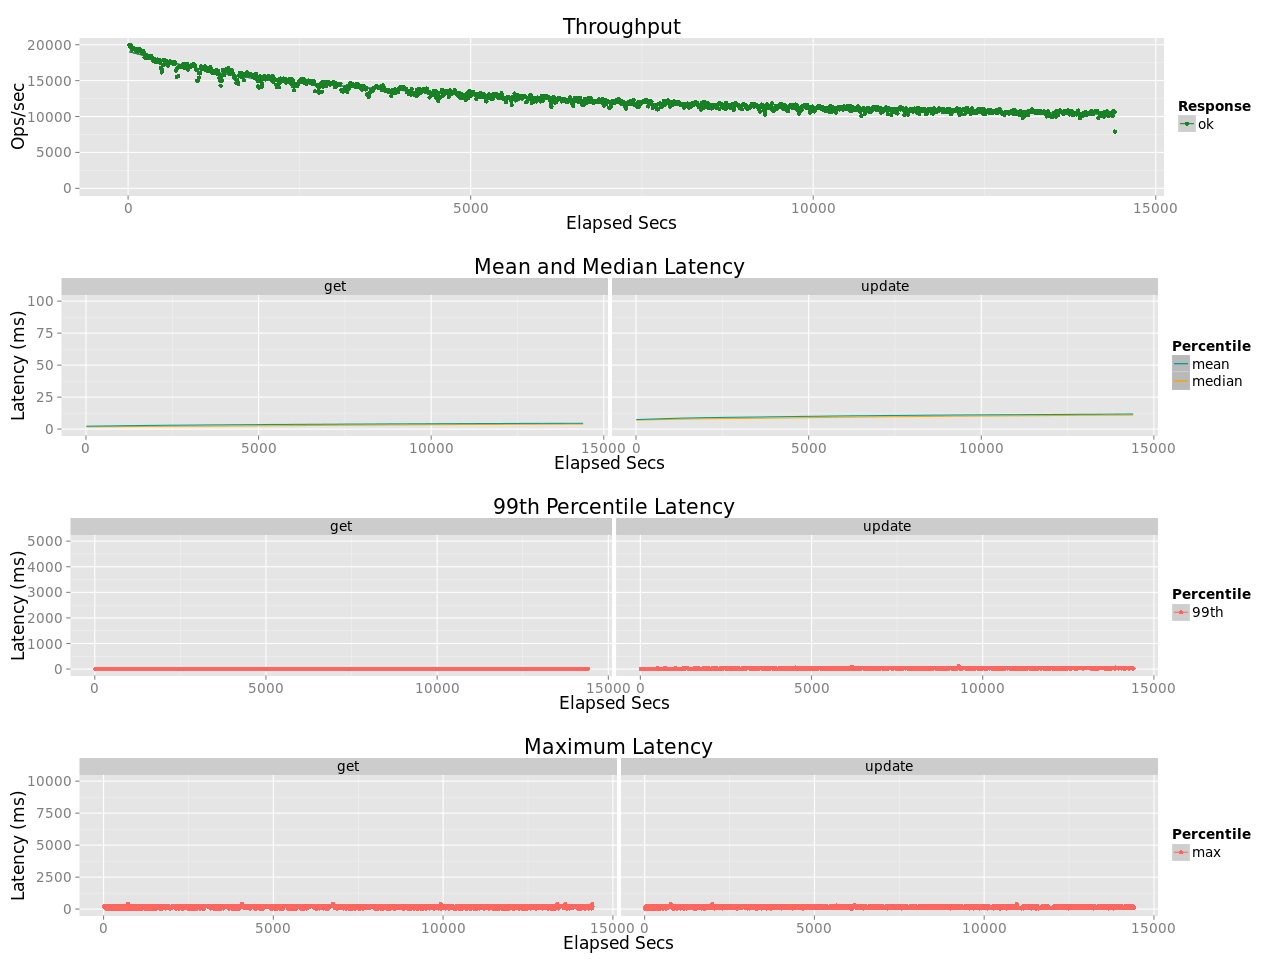 Throughput
20000
15000
10000
5000
0
Ops/sec
0 5000 10000 15000
Elapsed Secs
Response
ok
Mean and Median Latency
get update
100
75
50
25
0
Latency (ms)
0 5000 10000 15000 0 5000 10000 15000
Elapsed Secs
Percentile
mean
median
99th Percentile Latency
get update
5000
4000
3000
2000
1000
0
Latency (ms)
0 5000 10000 15000 0 5000 10000 15000
Elapsed Secs
Percentile
99th
Maximum Latency
get update
10000
7500
5000
2500
0
Latency (ms)
0 5000 10000 15000 0 5000 10000 15000
Elapsed Secs
Percentile
max